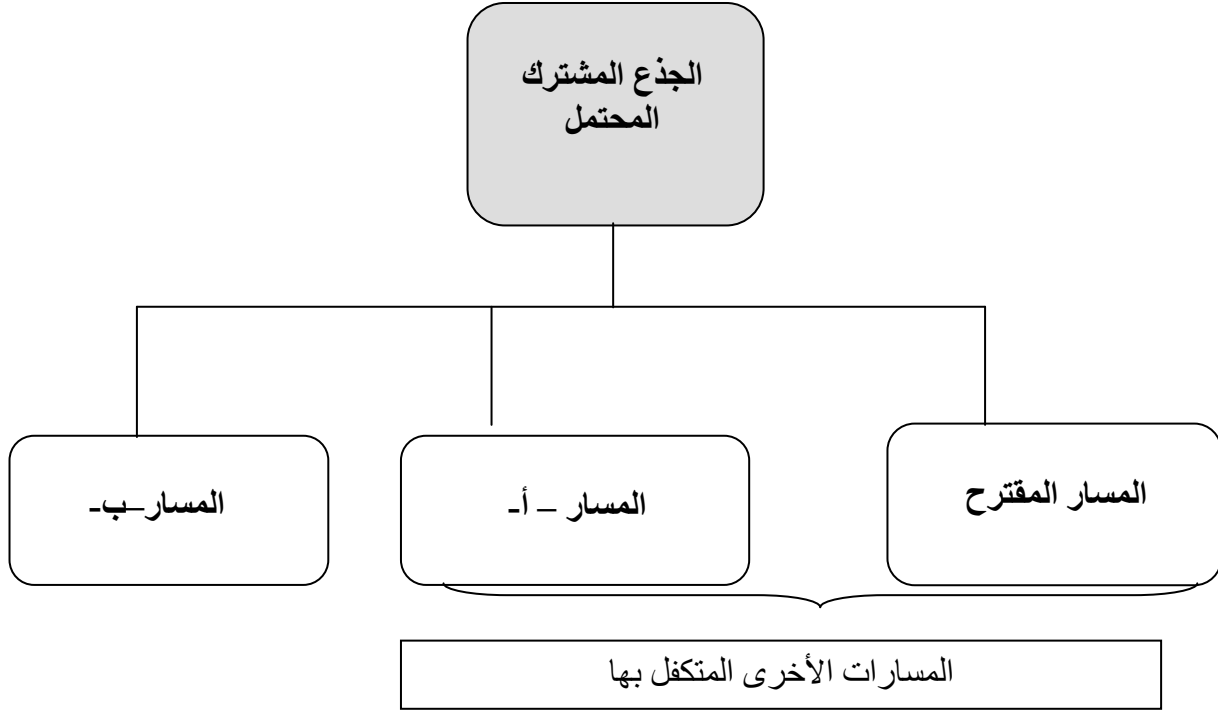 الجذع المشترك
المحتمل
المسار المقترح
المسار – أ-
المسار–ب-
المسارات الأخرى المتكفل بها